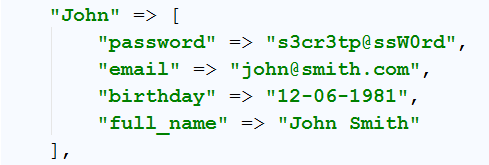 "John" => [
"password" => "s3cr3tp@ssW0rd",
"email" => "john@smith.com",
"birthday" => "12-06-1981",
"full_name" => "John Smith"
],